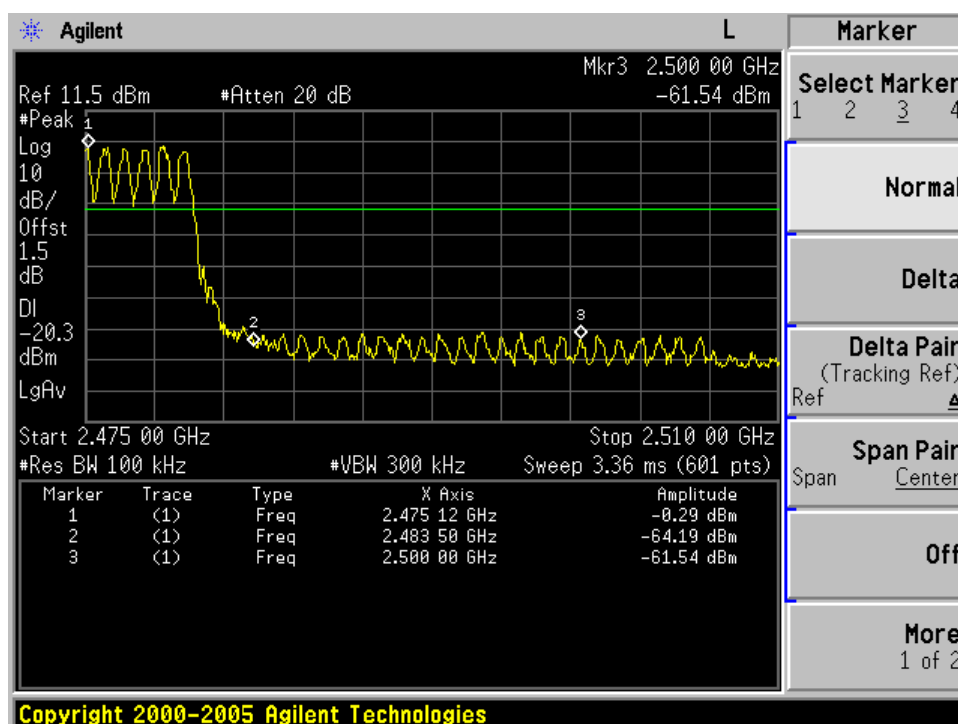 Agilent
L
Marker
Mkr3 2.500 00 GHz
Ref 11.5 dBm #Atten 20 dB -61.54 dBm
#Peak
Log
10
dB/
Offst
1.5
dB
DI
-20.3
dBm
LgAv
1
2
3
Start 2.475 00 GHz Stop 2.510 00 GHz
#Res BW 100 kHz #VBW 300 kHz Sweep 3.36 ms (601 pts)
Marker Trace Type X Axis Amplitude
1 (1) Freq 2.475 12 GHz -0.29 dBm
2 (1) Freq 2.483 50 GHz -64.19 dBm
3 (1) Freq 2.500 00 GHz -61.54 dBm
Select Marker
1 2 3 4
Normal
Delta
Delta Pair
(Tracking Ref)
Ref Δ
Span Pair
Span Center
Off
More
1 of 2
Copyright 2000-2005 Agilent Technologies